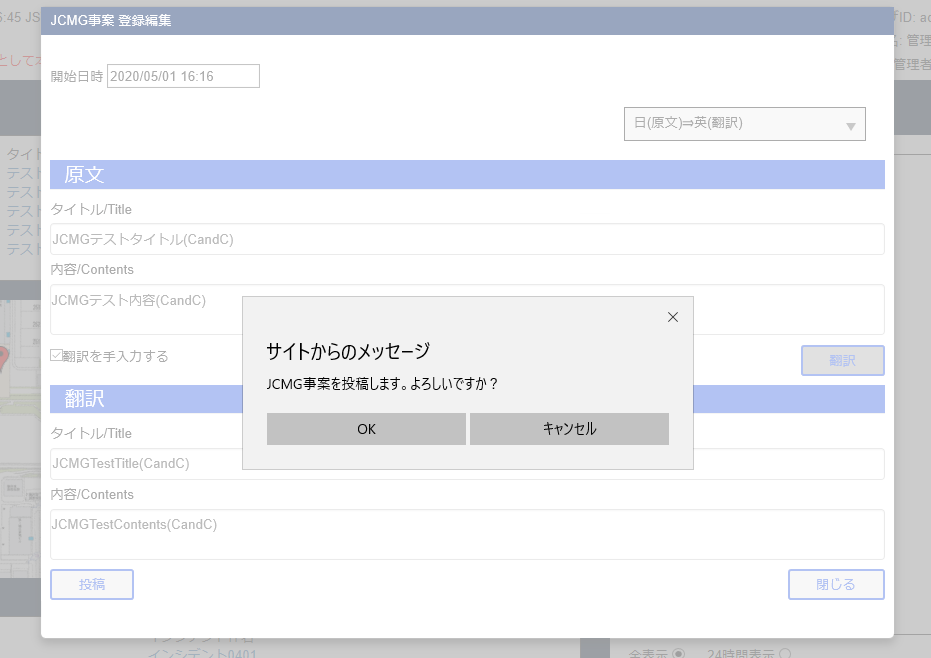 JCMG事案 登録編集
開始日時 2020/05/01 16:16
日(原文)⇒英(翻訳)
原文
タイトル/Title
JCMGテストタイトル(CandC)
内容/Contents
JCMGテスト内容(CandC)
翻訳を手入力する
翻訳
サイトからのメッセージ
JCMG事案を投稿します。よろしいですか？
OK キャンセル
翻訳
タイトル/Title
JCMGTestTitle(CandC)
内容/Contents
JCMGTestContents(CandC)
投稿 閉じる
インシデント0401
全表示 24時間表示